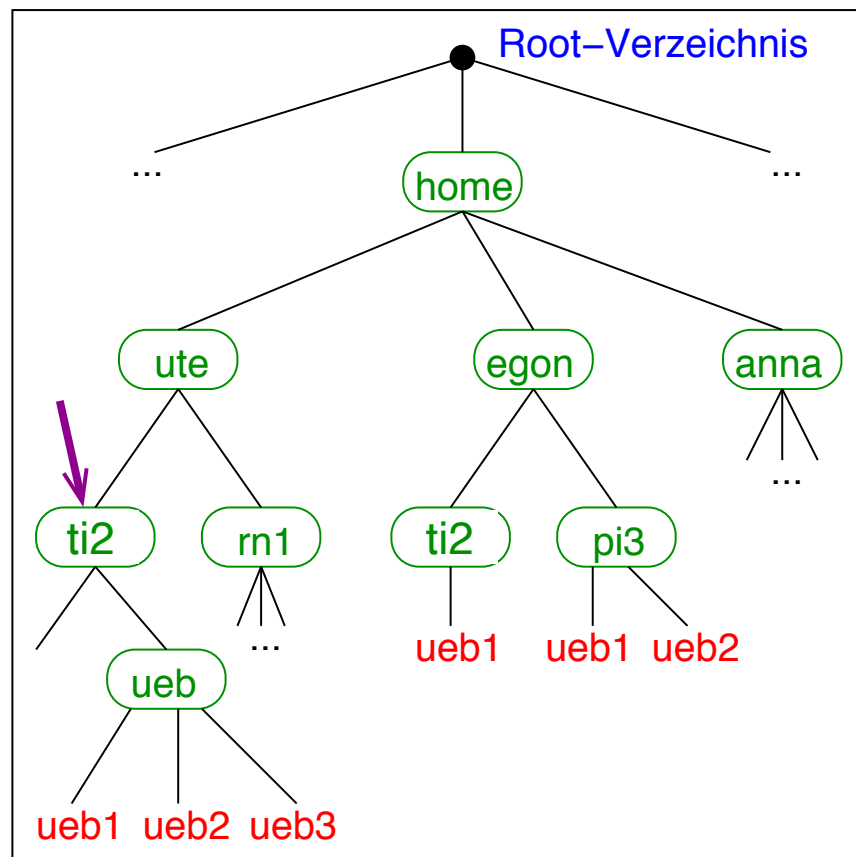 Root−Verzeichnis
... home ...
ute egon anna
...
ti2 rn1 ti2 pi3
... ueb1 ueb1 ueb2
ueb
ueb1 ueb2 ueb3